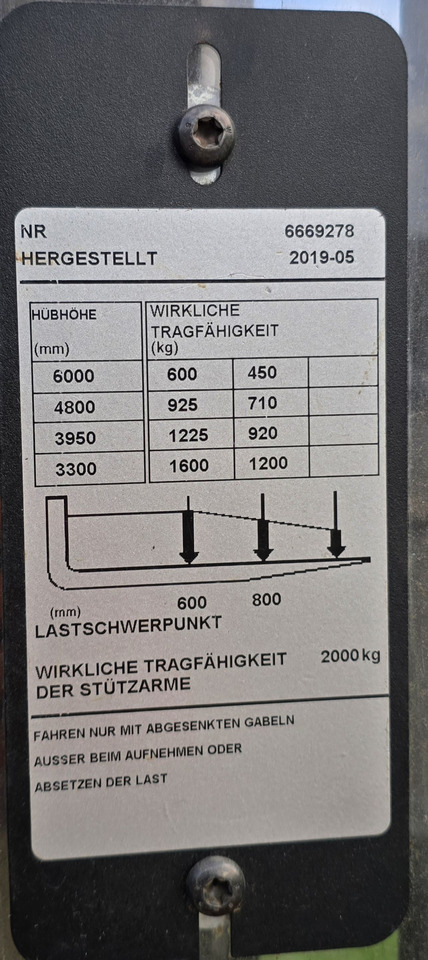 NR 6669278
HERGESTELLT 2019-05
HÜBHÖHE WIRKLICHE
TRAGFÄHIGKEIT
(mm) (kg)
6000 600 450
4800 925 710
3950 1225 920
3300 1600 1200
(mm) 600 800
LASTSCHWERPUNKT
WIRKLICHE TRAGFÄHIGKEIT 2000kg
DER STÜTZARME
FAHREN NUR MIT ABGESENKTEN GABELN
AUSSER BEIM AUFNEHMEN ODER
ABSETZEN DER LAST